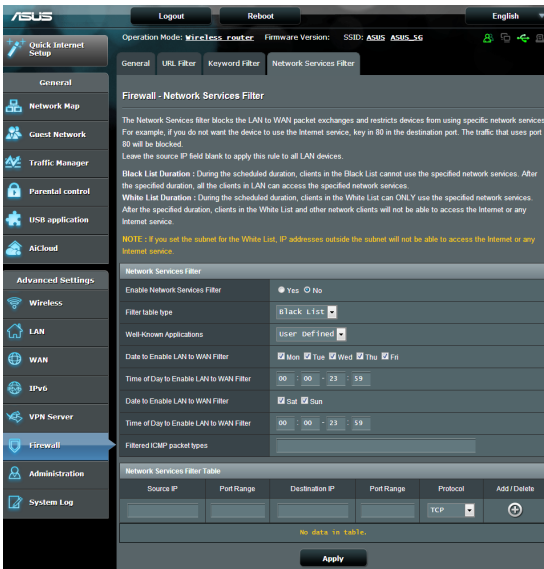 ASUS
Logout
Reboot
English
Quick Internet
Setup
Operation Mode: Wireless router Firmware Version: SSID: ASUS ASUS_5G
General
URL Filter
Keyword Filter
Network Services Filter
General
Network Map
Guest Network
Traffic Manager
Parental control
USB application
AiCloud
Advanced Settings
Wireless
LAN
WAN
IPv6
VPN Server
Firewall
Administration
System Log
Firewall - Network Services Filter
The Network Services filter blocks the LAN to WAN packet exchanges and restricts devices from using specific network services.
For example, if you do not want the device to use the Internet service, key in 80 in the destination port. The traffic that uses port
80 will be blocked.
Leave the source IP field blank to apply this rule to all LAN devices.
Black List Duration : During the scheduled duration, clients in the Black List cannot use the specified network services. After
the specified duration, all the clients in LAN can access the specified network services.
White List Duration : During the scheduled duration, clients in the White List can ONLY use the specified network services.
After the specified duration, clients in the White List and other network clients will not be able to access the Internet or any
Internet service.
NOTE : If you set the subnet for the White List, IP addresses outside the subnet will not be able to access the Internet or any
Internet service.
Network Services Filter
Enable Network Services Filter Yes No
Filter table type Black List
Well-Known Applications User Defined
Date to Enable LAN to WAN Filter Mon Tue Wed Thu Fri
Time of Day to Enable LAN to WAN Filter 00 : 00 - 23 : 59
Date to Enable LAN to WAN Filter Sat Sun
Time of Day to Enable LAN to WAN Filter 00 : 00 - 23 : 59
Filtered ICMP packet types
Network Services Filter Table
Source IP Port Range Destination IP Port Range Protocol Add / Delete
TCP
No data in table.
Apply